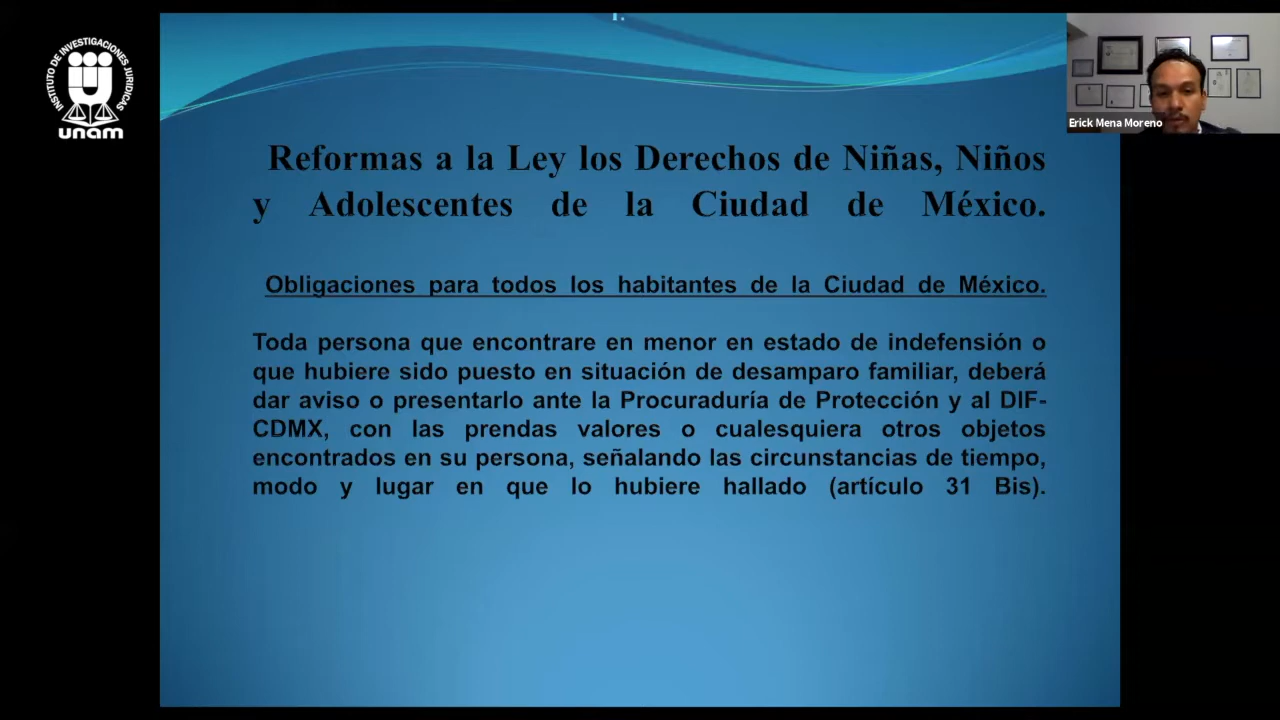 INSTITUTO DE INVESTIGACIONES JURIDICAS
UNAM
Erick Mena Moreno
Reformas a la Ley los Derechos de Niñas, Niños
y Adolescentes de la Ciudad de México.
Obligaciones para todos los habitantes de la Ciudad de México.
Toda persona que encontrare en menor en estado de indefensión o
que hubiere sido puesto en situación de desamparo familiar, deberá
dar aviso o presentarlo ante la Procuraduría de Protección y al DIF-
CDMX, con las prendas valores o cualesquiera otros objetos
encontrados en su persona, señalando las circunstancias de tiempo,
modo y lugar en que lo hubiere hallado (artículo 31 Bis).